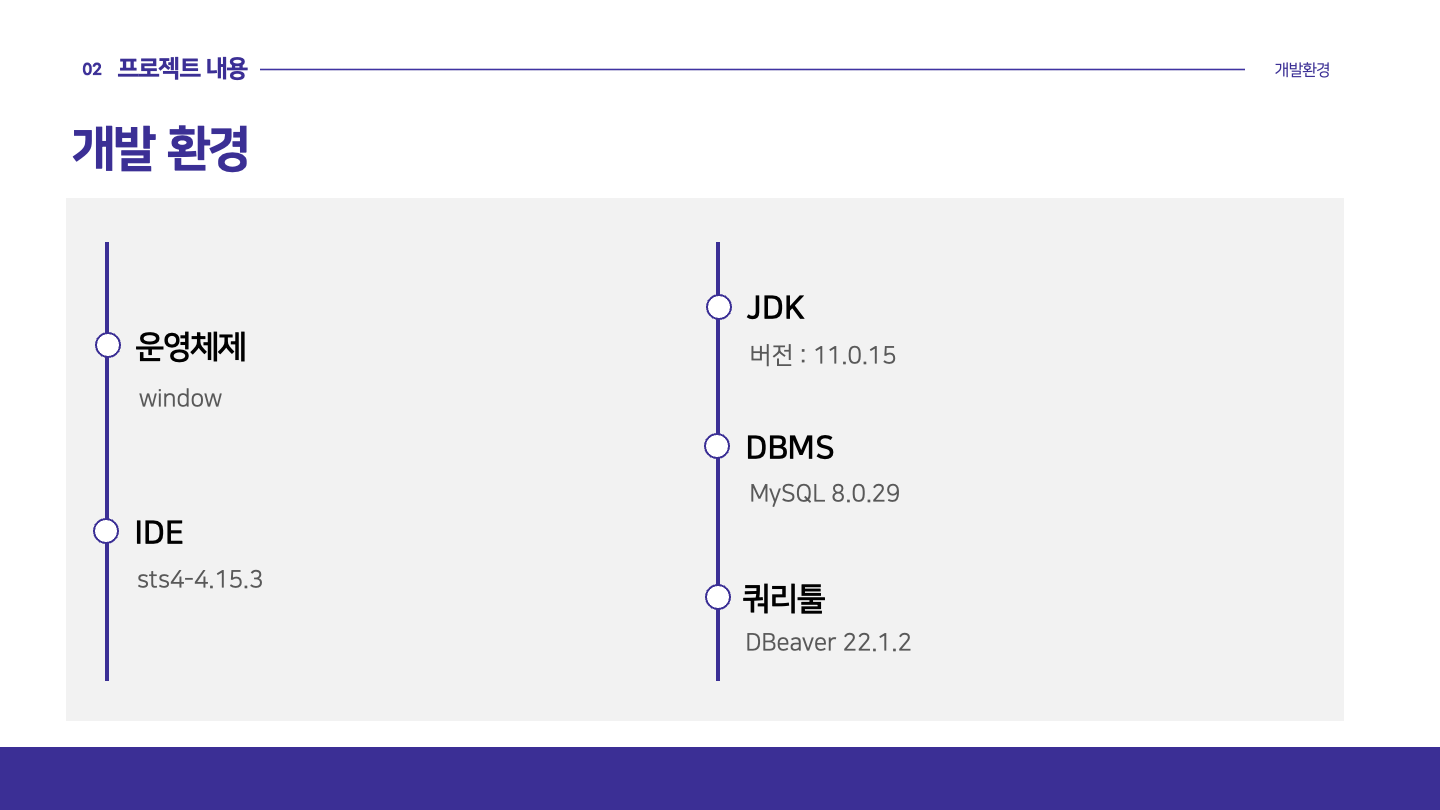 02 프로젝트 내용
개발환경
개발 환경
운영체제
window
IDE
sts4-4.15.3
JDK
버전 : 11.0.15
DBMS
MySQL 8.0.29
쿼리툴
DBeaver 22.1.2